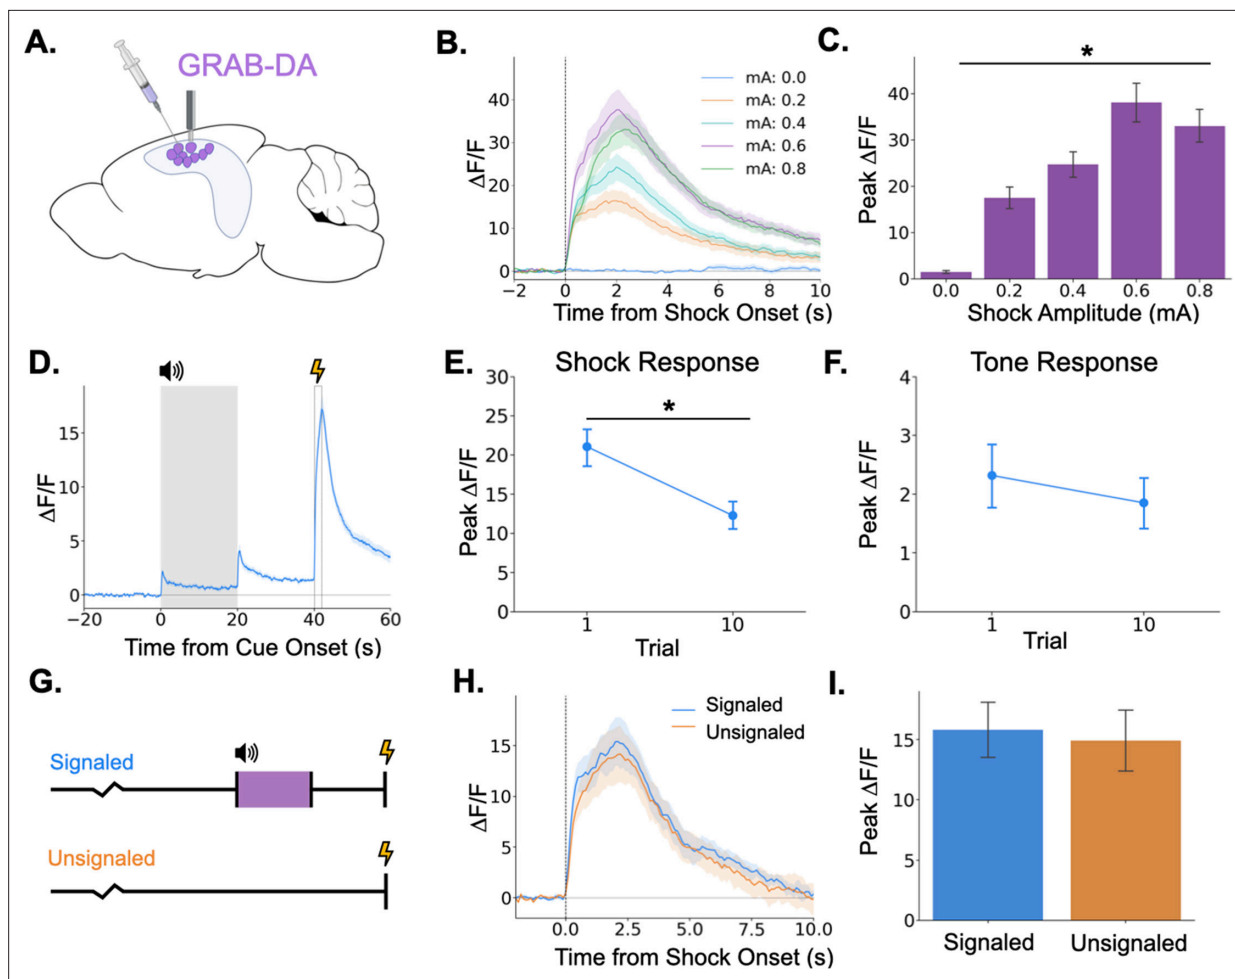 A.
GRAB-DA
B.
mA: 0.0
mA: 0.2
mA: 0.4
mA: 0.6
mA: 0.8
40
30
20
10
0
ΔF/F
−2
0
2
4
6
8
10
Time from Shock Onset (s)
C.
*
40
30
20
10
0
Peak ΔF/F
0.0
0.2
0.4
0.6
0.8
Shock Amplitude (mA)
D.
15
10
5
0
ΔF/F
−20
0
20
40
60
Time from Cue Onset (s)
E.
Shock Response
*
30
25
20
15
10
5
0
Peak ΔF/F
1
10
Trial
F.
Tone Response
4
3
2
1
0
Peak ΔF/F
1
10
Trial
G.
Signaled
Unsignaled
H.
Signaled
Unsignaled
15
10
5
0
ΔF/F
0.0
2.5
5.0
7.5
10.0
Time from Shock Onset (s)
I.
15
10
5
0
Peak ΔF/F
Signaled
Unsignaled